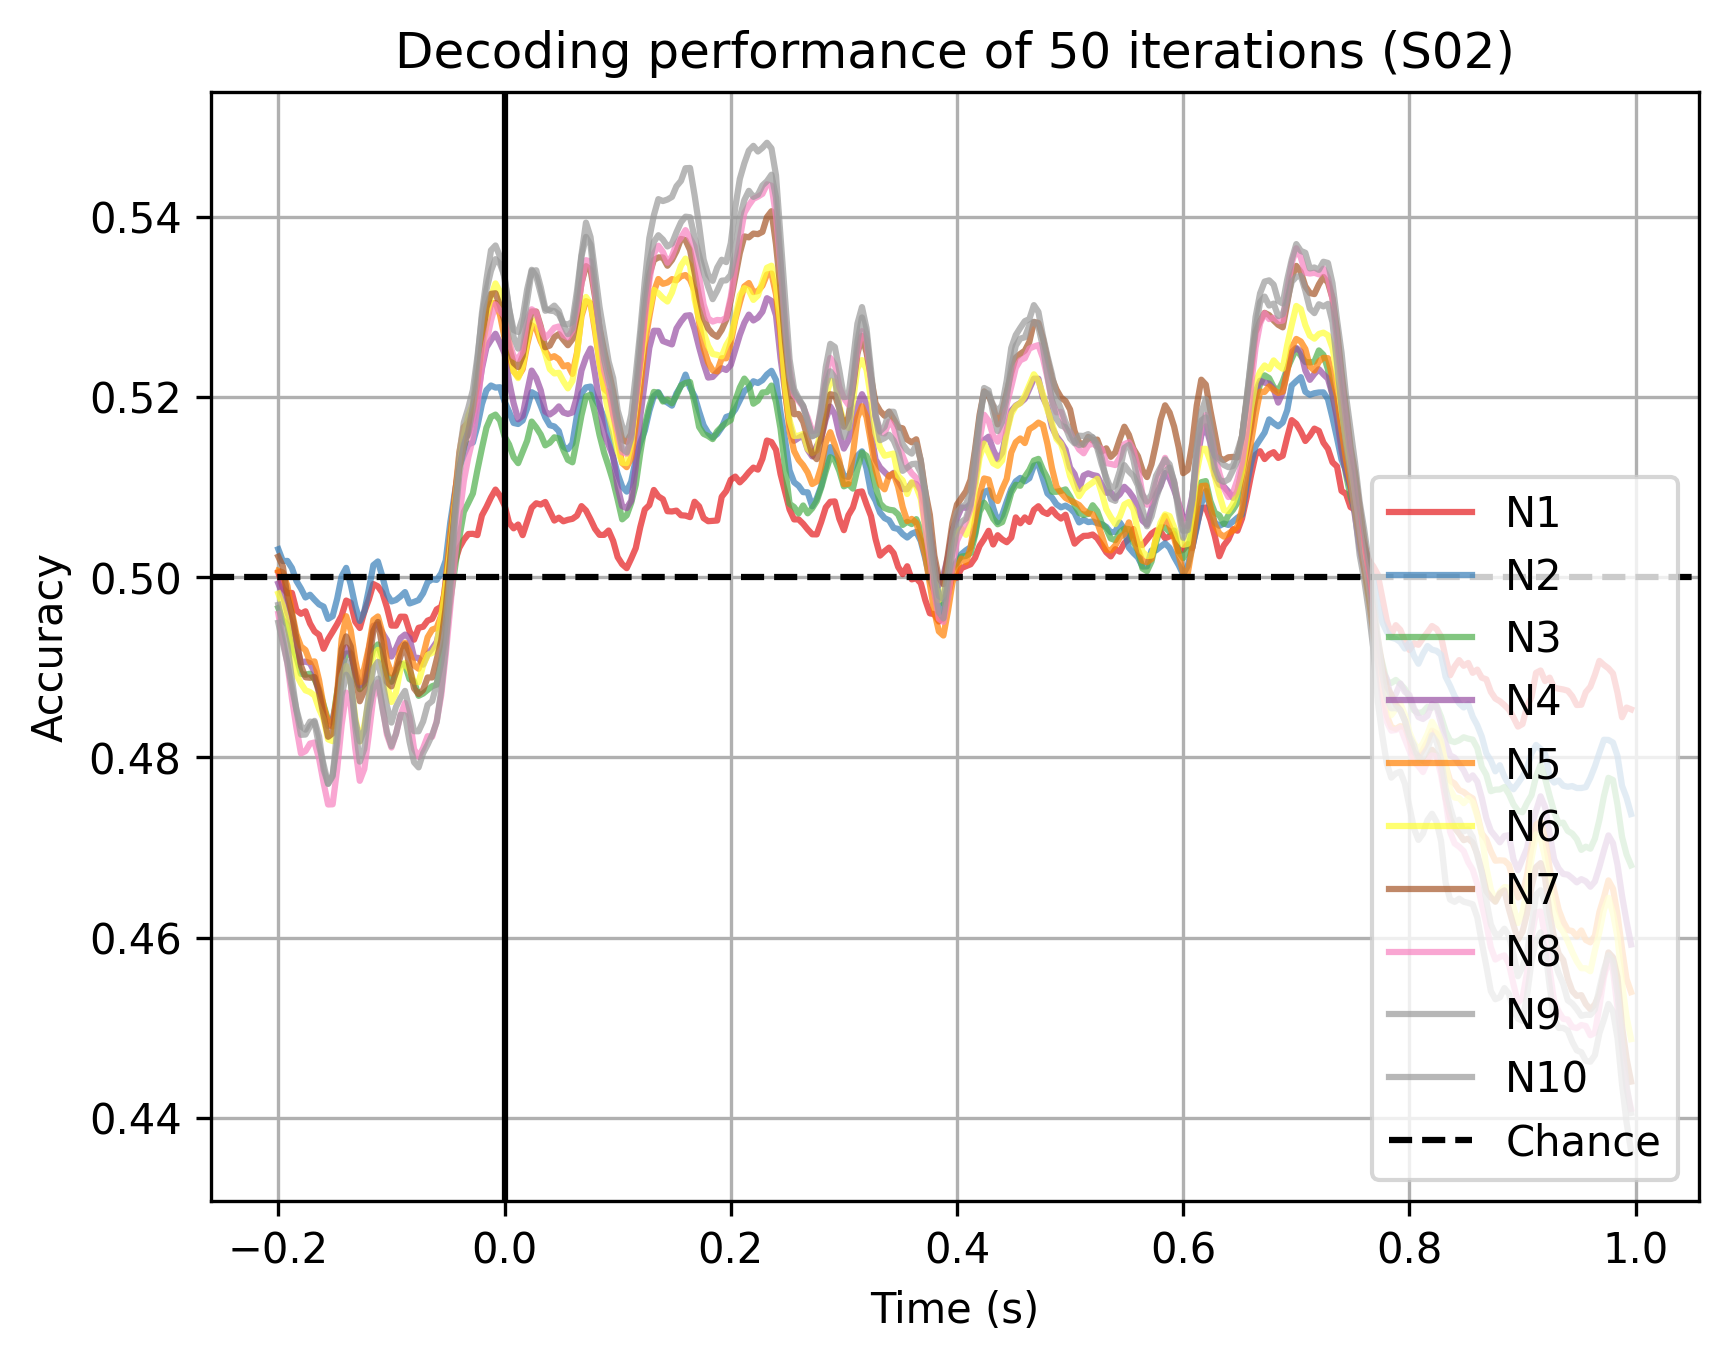 Decoding performance of 50 iterations (S02)
Accuracy
0.54
0.52
0.50
0.48
0.46
0.44
N1
N2
N3
N4
N5
N6
N7
N8
N9
N10
Chance
−0.2 0.0 0.2 0.4 0.6 0.8 1.0
Time (s)